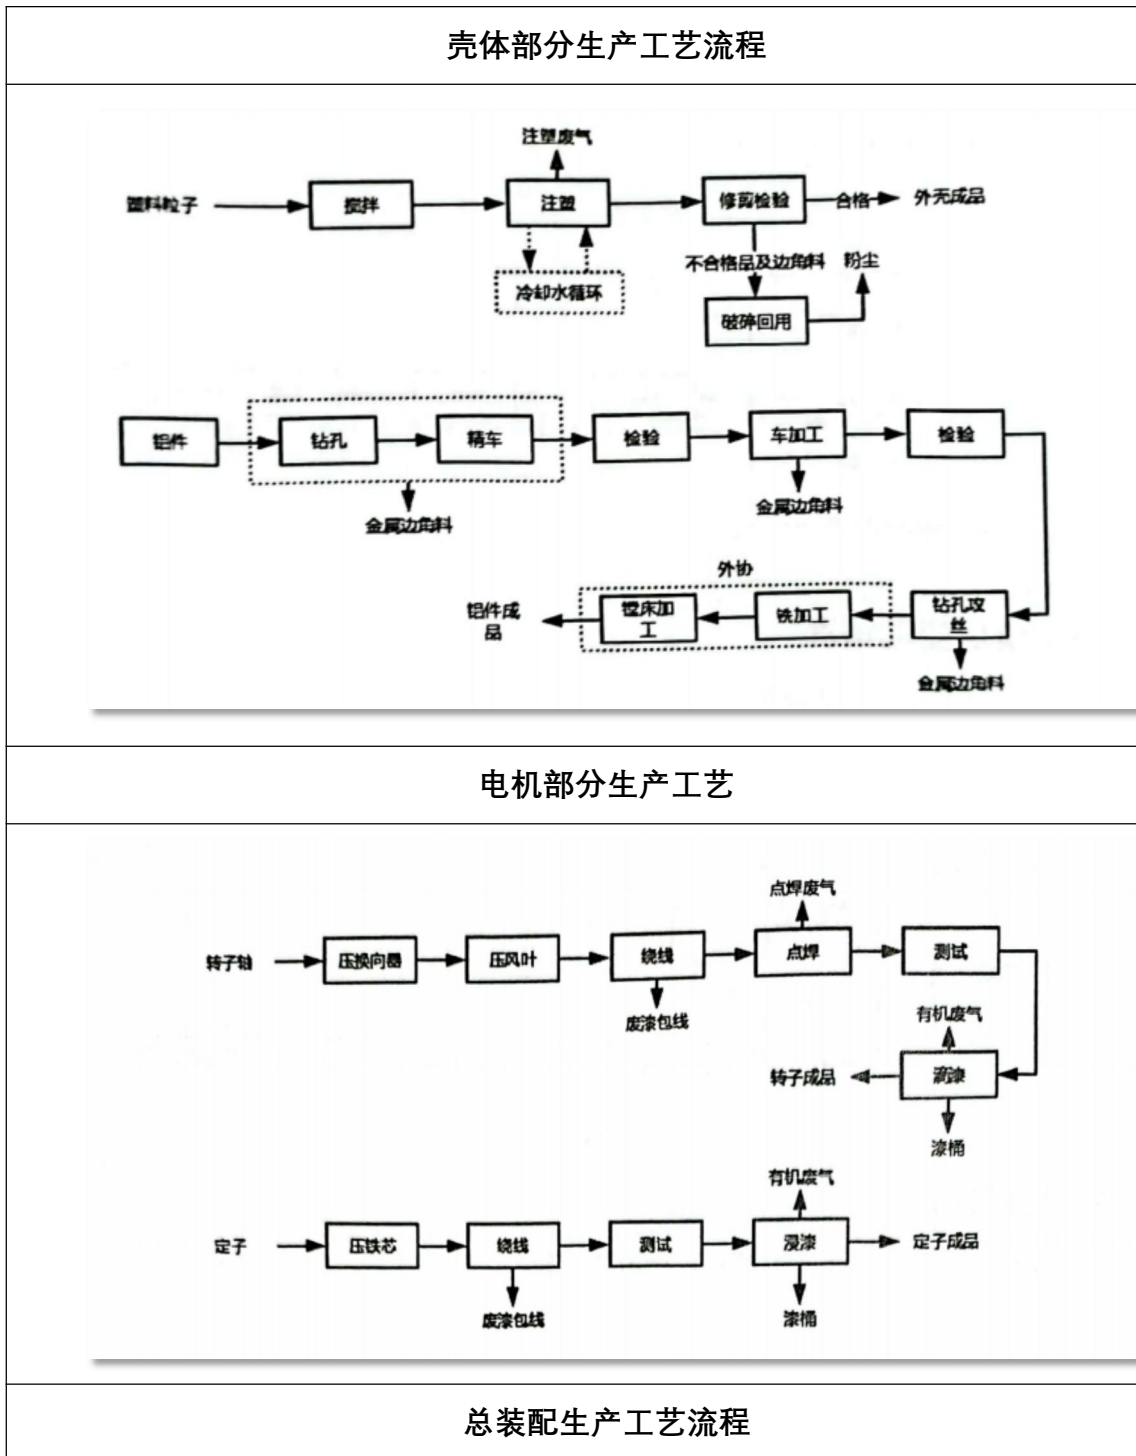 壳体部分生产工艺流程
注塑废气
塑料粒子
搅拌
注塑
修剪检验
合格
外壳成品
不合格品及边角料
粉尘
冷却水循环
破碎回用
铝件
钻孔
精车
检验
车加工
检验
金属边角料
金属边角料
外协
铝件成
品
镗床加
工
铣加工
钻孔攻
丝
金属边角料
电机部分生产工艺
点焊废气
转子轴
压换向器
压风叶
绕线
点焊
测试
废漆包线
有机废气
转子成品
滴漆
漆桶
有机废气
定子
压铁芯
绕线
测试
浸漆
定子成品
废漆包线
漆桶
总装配生产工艺流程